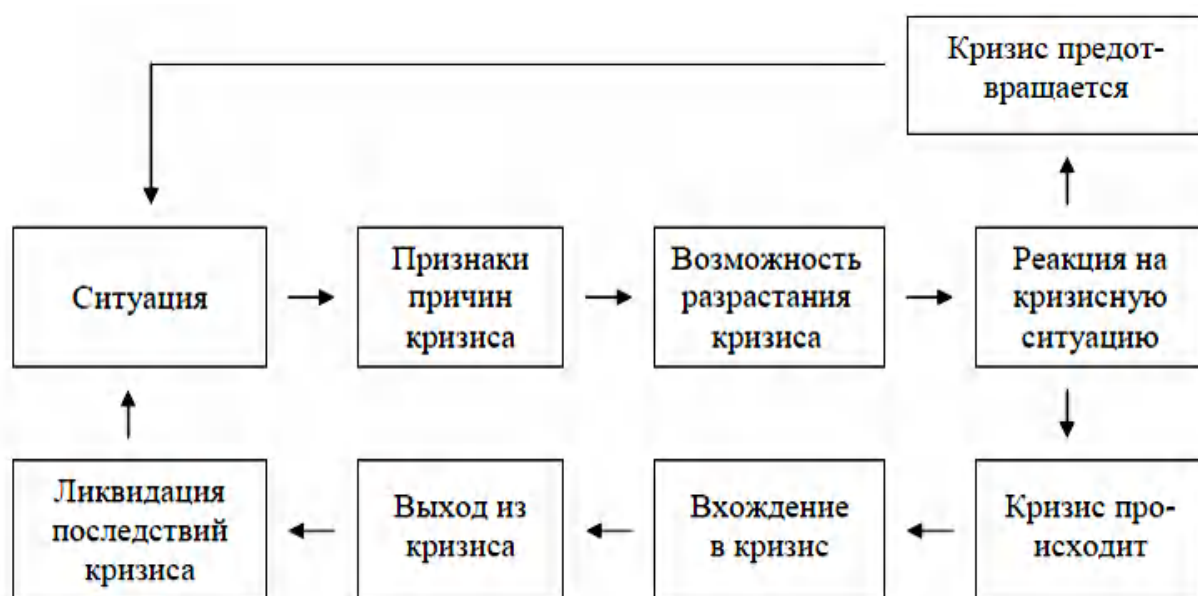 Кризис предот-
вращается
Ситуация
Признаки
причин
кризиса
Возможность
разрастания
кризиса
Реакция на
кризисную
ситуацию
Ликвидация
последствий
кризиса
Выход из
кризиса
Вхождение
в кризис
Кризис про-
исходит